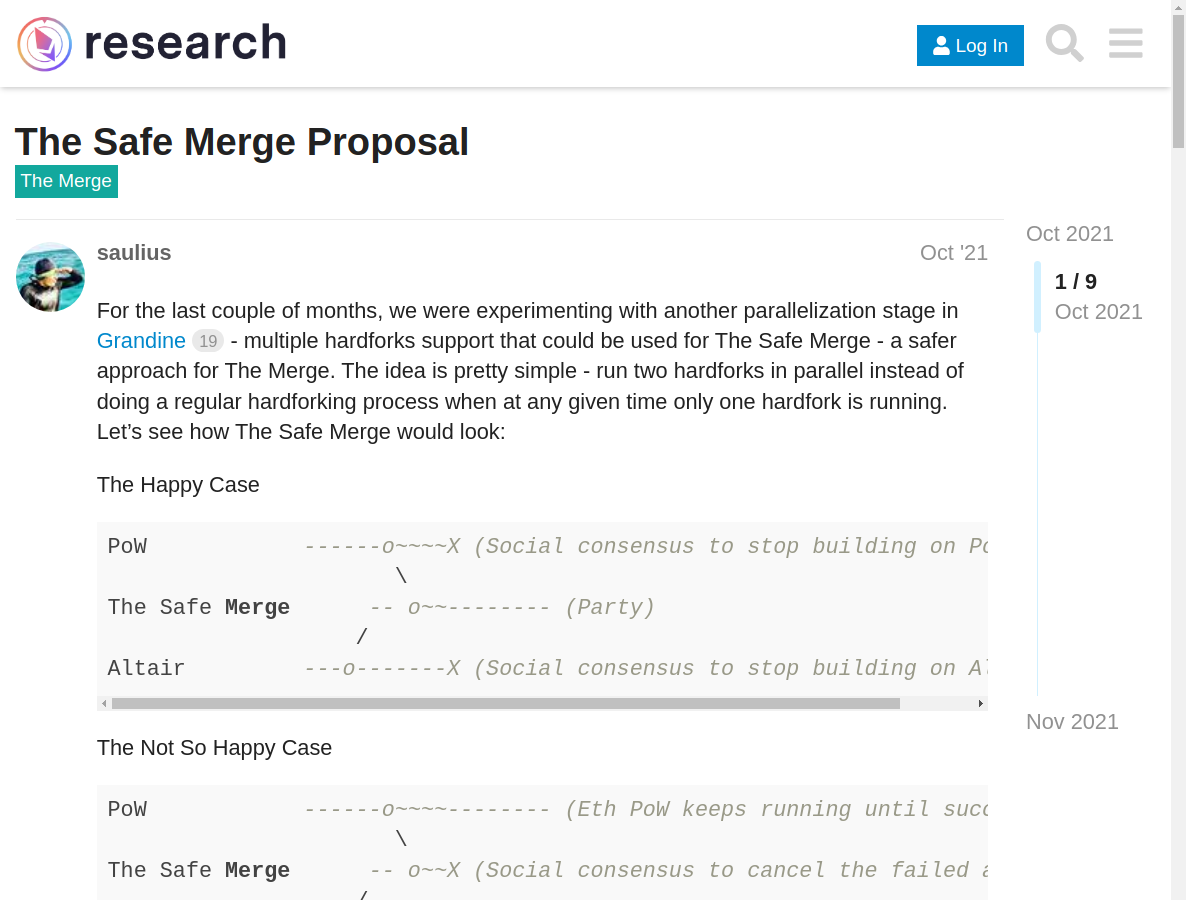 research
Log In
The Safe Merge Proposal
The Merge
saulius
Oct '21
For the last couple of months, we were experimenting with another parallelization stage in
Grandine 19 - multiple hardforks support that could be used for The Safe Merge - a safer
approach for The Merge. The idea is pretty simple - run two hardforks in parallel instead of
doing a regular hardforking process when at any given time only one hardfork is running.
Let’s see how The Safe Merge would look:
The Happy Case
PoW            ------o~~~~X (Social consensus to stop building on Po
                      \
The Safe Merge      -- o~~-------- (Party)
                   /
Altair         ---o-------X (Social consensus to stop building on Al
The Not So Happy Case
PoW            ------o~~~~-------- (Eth PoW keeps running until succ
                      \
The Safe Merge      -- o~~X (Social consensus to cancel the failed a
                   /
Oct 2021
1 / 9
Oct 2021
Nov 2021